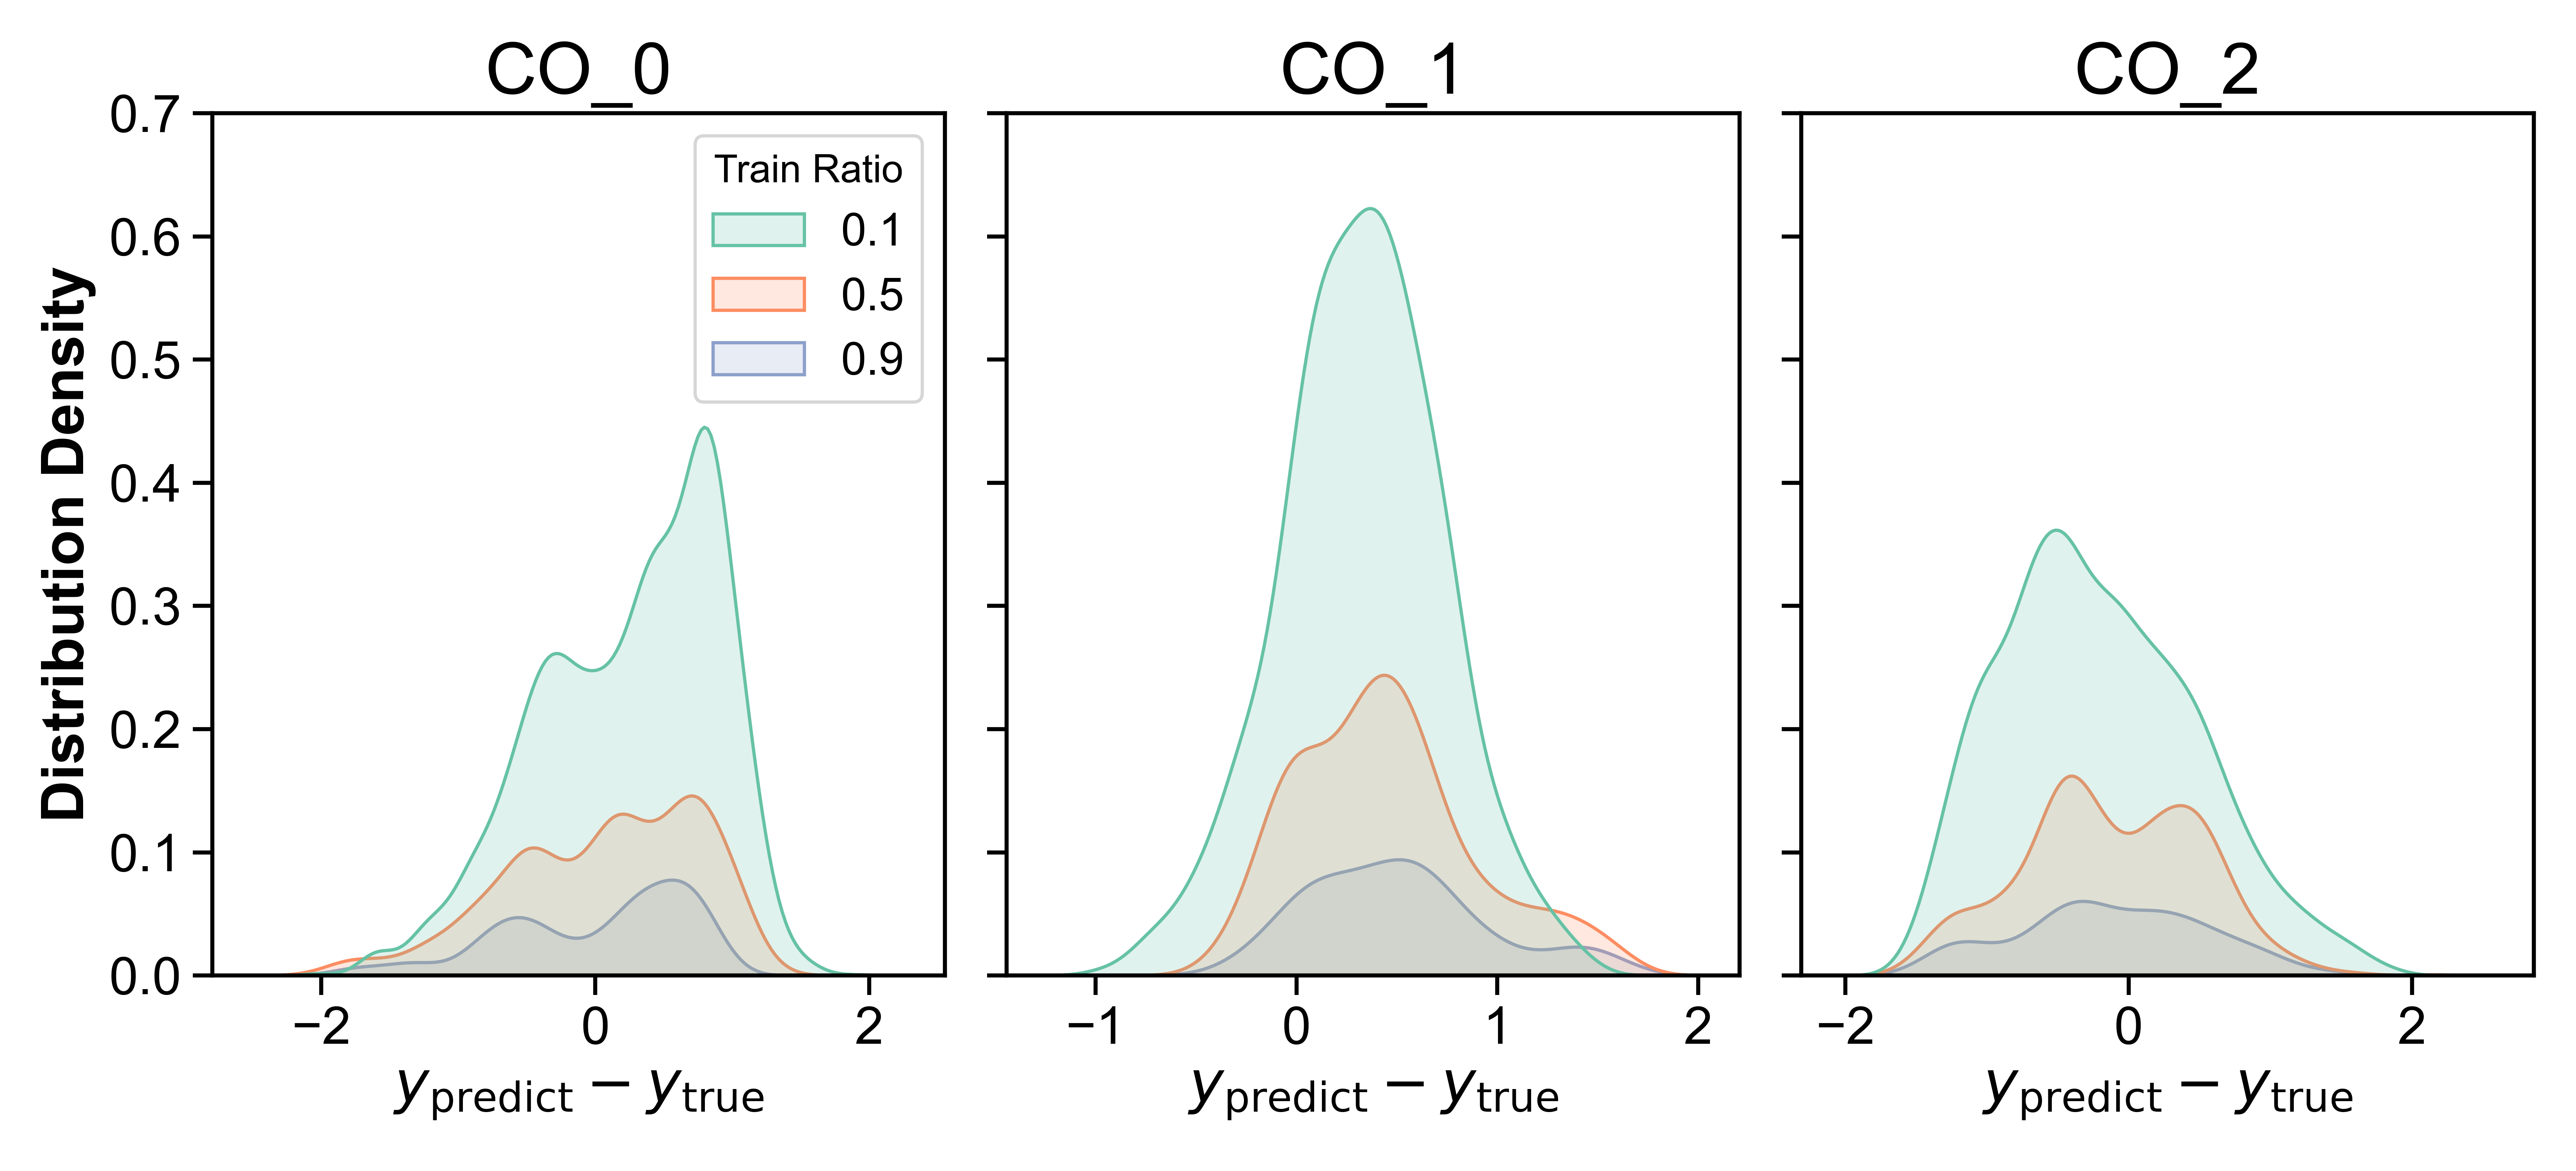 CO_0
CO_1
CO_2
Distribution Density
0.7
0.6
0.5
0.4
0.3
0.2
0.1
0.0
Train Ratio
0.1
0.5
0.9
−2 0 2
−1 0 1 2
−2 0 2
ypredict − ytrue
ypredict − ytrue
ypredict − ytrue